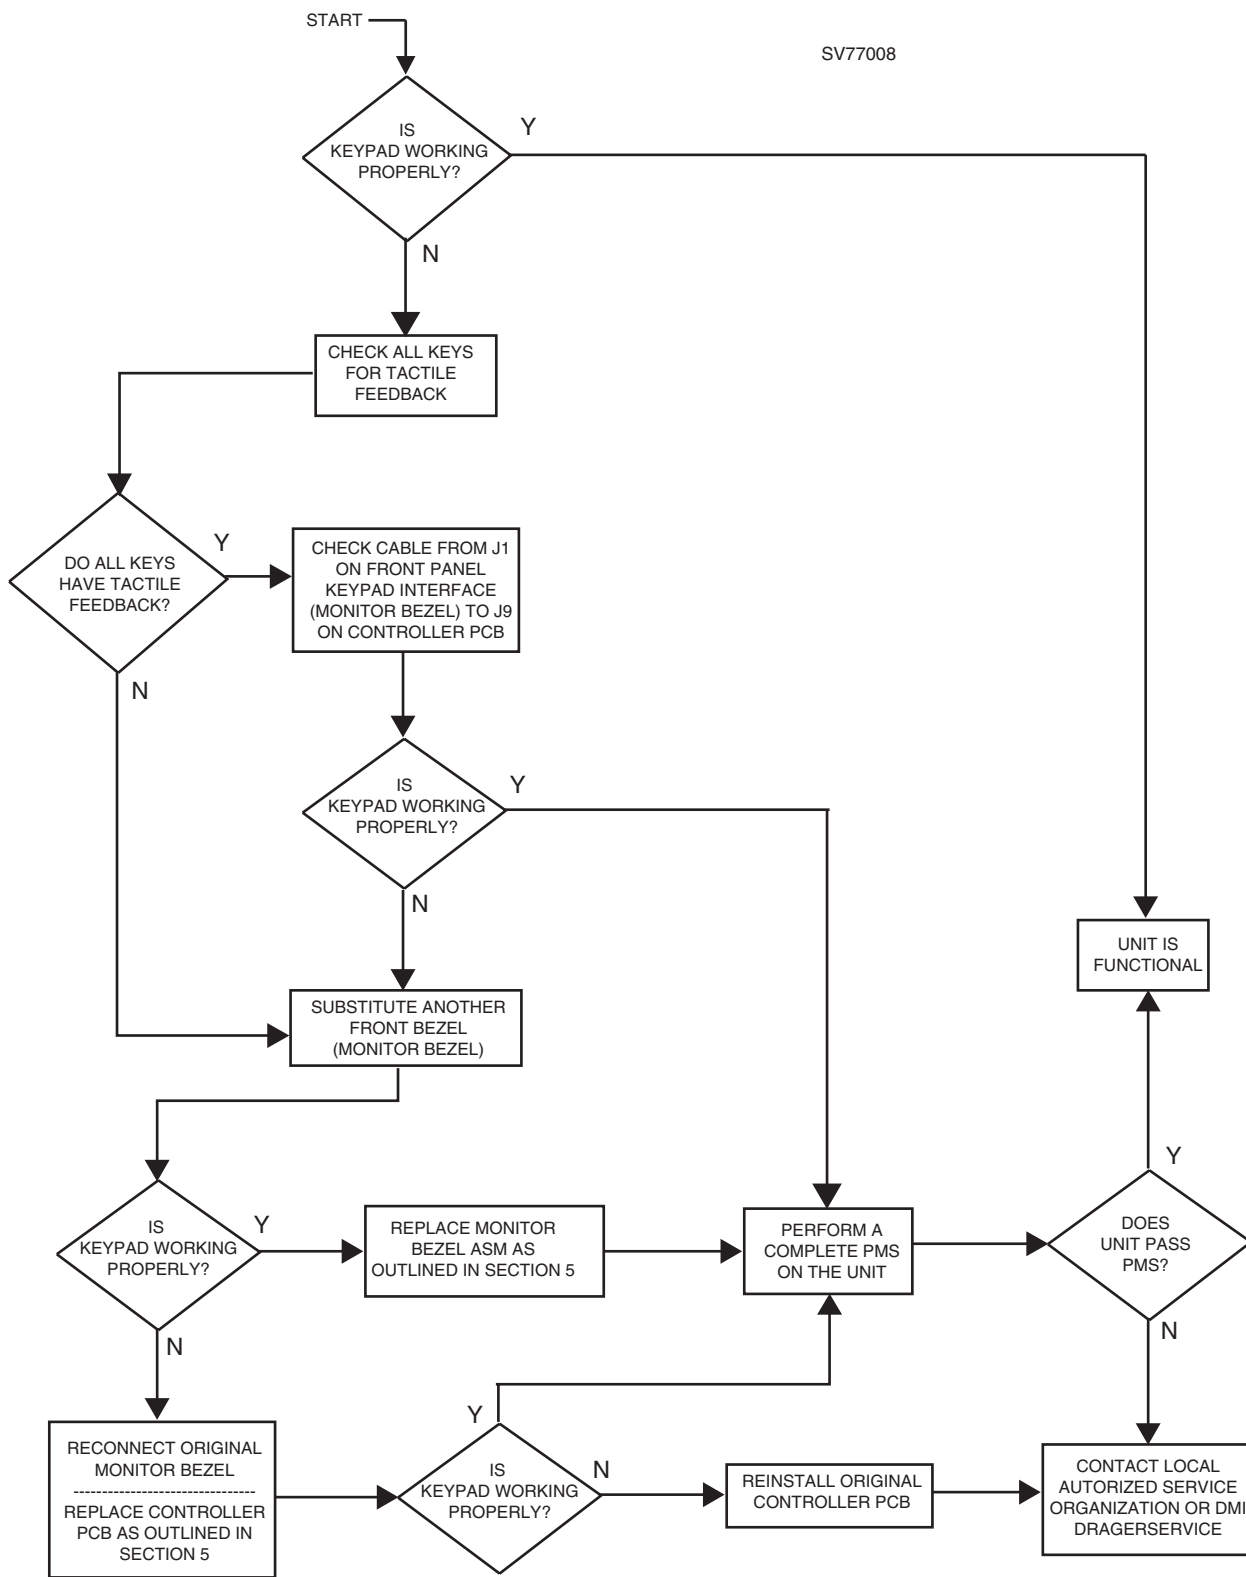 START
SV77008
IS
KEYPAD WORKING
PROPERLY?
Y
N
CHECK ALL KEYS
FOR TACTILE
FEEDBACK
DO ALL KEYS
HAVE TACTILE
FEEDBACK?
Y
N
CHECK CABLE FROM J1
ON FRONT PANEL
KEYPAD INTERFACE
(MONITOR BEZEL) TO J9
ON CONTROLLER PCB
IS
KEYPAD WORKING
PROPERLY?
Y
N
UNIT IS
FUNCTIONAL
SUBSTITUTE ANOTHER
FRONT BEZEL
(MONITOR BEZEL)
IS
KEYPAD WORKING
PROPERLY?
Y
N
REPLACE MONITOR
BEZEL ASM AS
OUTLINED IN SECTION 5
PERFORM A
COMPLETE PMS
ON THE UNIT
DOES
UNIT PASS
PMS?
Y
N
RECONNECT ORIGINAL
MONITOR BEZEL
--------------------------------
REPLACE CONTROLLER
PCB AS OUTLINED IN
SECTION 5
IS
KEYPAD WORKING
PROPERLY?
Y
N
REINSTALL ORIGINAL
CONTROLLER PCB
CONTACT LOCAL
AUTORIZED SERVICE
ORGANIZATION OR DMI
DRAGERSERVICE